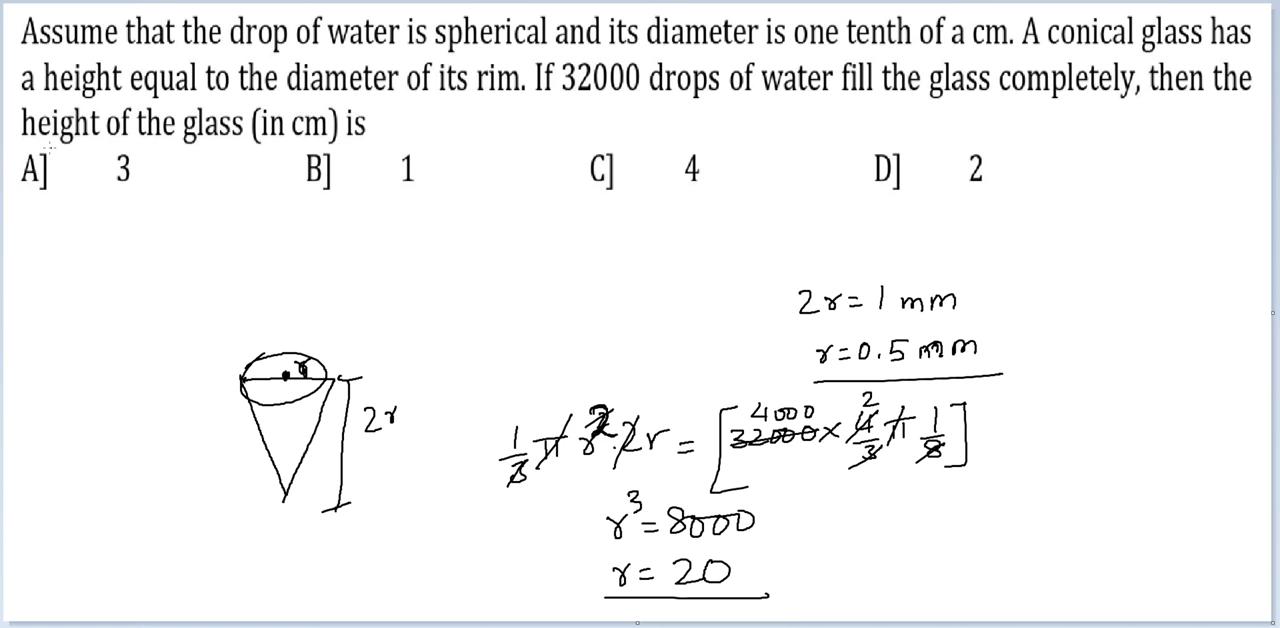 Assume that the drop of water is spherical and its diameter is one tenth of a cm. A conical glass has
a height equal to the diameter of its rim. If 32000 drops of water fill the glass completely, then the
height of the glass (in cm) is
A] 3 B] 1 C] 4 D] 2
2r = 1 mm
r = 0.5 mm
r
2r
1/3 π r² · 2r = [ 32000 4000 × 4/3 2 π 1/8 ]
r³ = 8000
r = 20